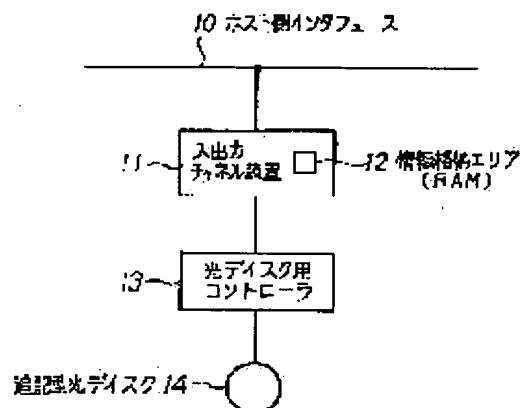 10 ホスト側インタフェース
11
入出力
チャネル装置
12 情報格納エリア
(RAM)
13
光ディスク用
コントローラ
追記型光ディスク 14